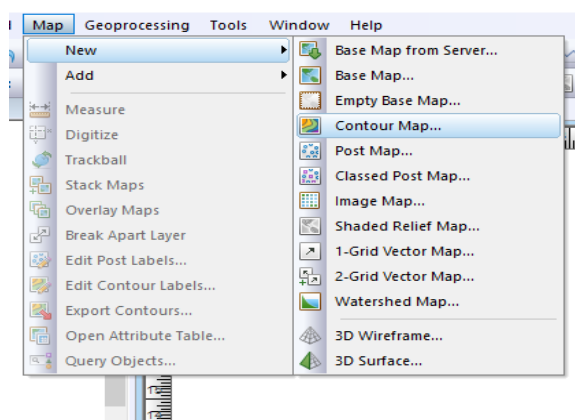 Map Geoprocessing Tools Window Help
New
Add
Measure
Digitize
Trackball
Stack Maps
Overlay Maps
Break Apart Layer
Edit Post Labels...
Edit Contour Labels...
Export Contours...
Open Attribute Table...
Query Objects...
Base Map from Server...
Base Map...
Empty Base Map...
Contour Map...
Post Map...
Classed Post Map...
Image Map...
Shaded Relief Map...
1-Grid Vector Map...
2-Grid Vector Map...
Watershed Map...
3D Wireframe...
3D Surface...